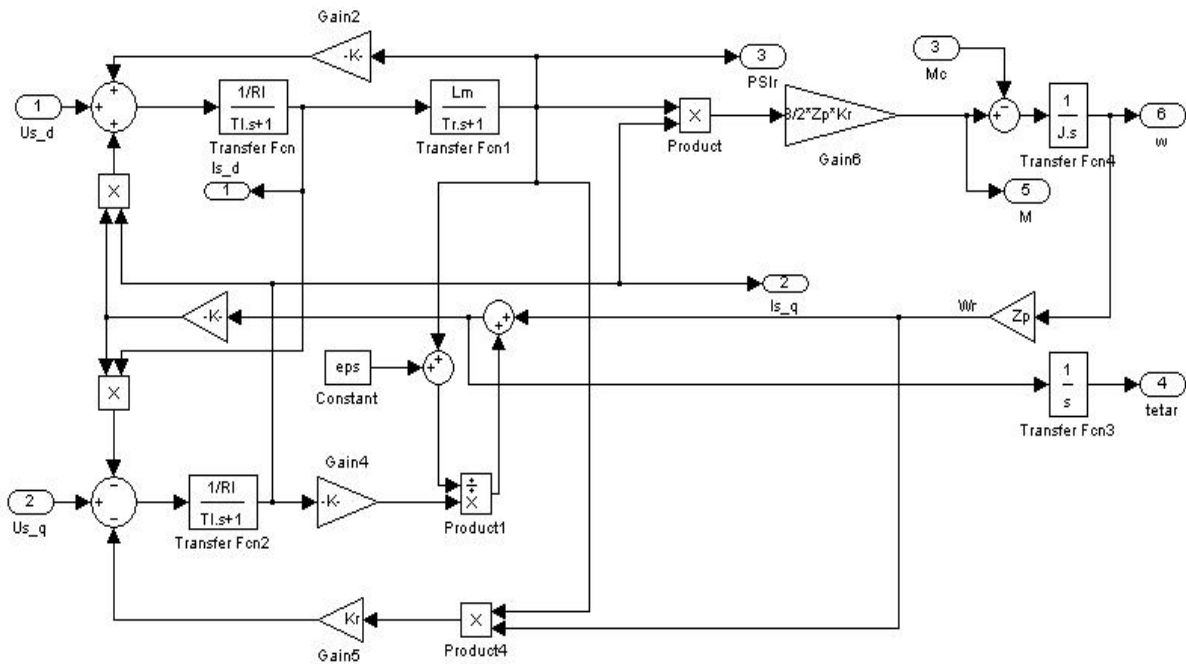 Gain2
-K-
3
PSIr
3
Mc
1
Us_d
+
+
+
1/Rl
Tl.s+1
Transfer Fcn
Lm
Tr.s+1
Transfer Fcn1
×
Product
3/2*Zp*Kr
Gain6
+
−
1
J.s
Transfer Fcn4
6
w
Is_d
1
×
5
M
2
Is_q
-K-
+
+
Wr
Zp
×
eps
Constant
+
+
1
s
Transfer Fcn3
4
tetar
Gain4
2
Us_q
−
+
−
1/Rl
Tl.s+1
Transfer Fcn2
-K-
÷
×
Product1
Kr
Gain5
×
Product4